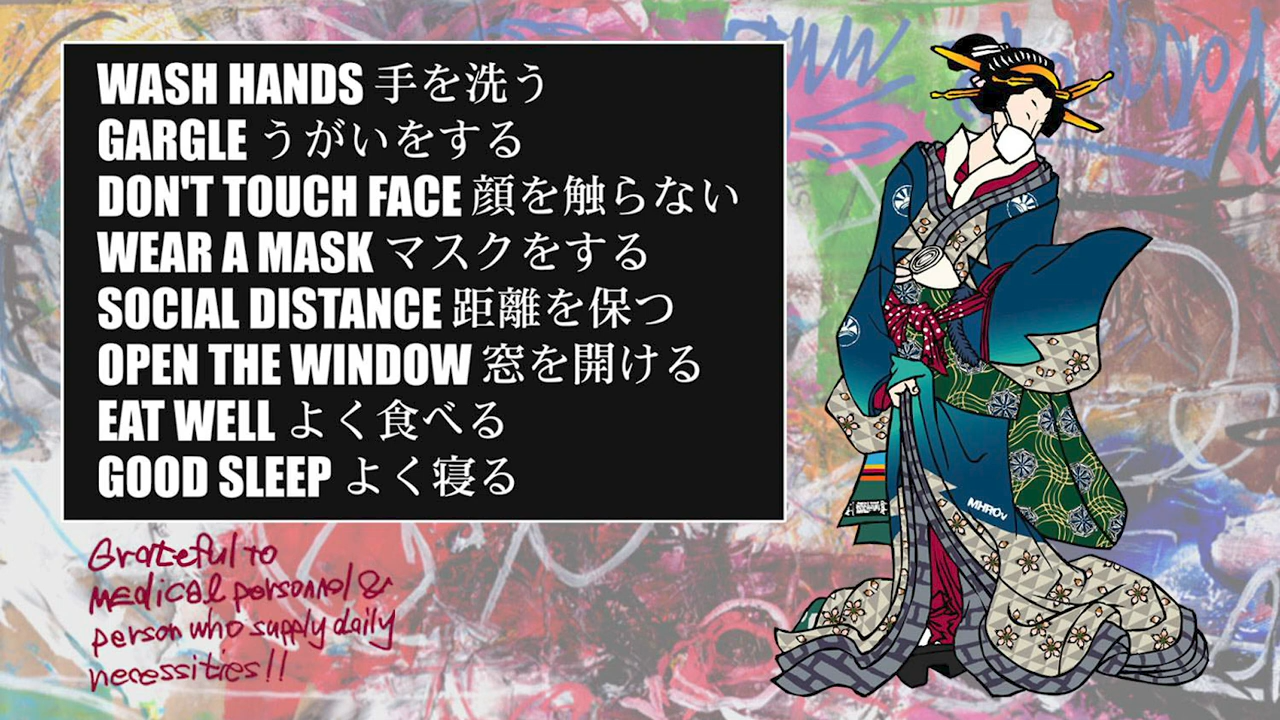 WASH HANDS 手を洗う
GARGLE うがいをする
DON'T TOUCH FACE 顔を触らない
WEAR A MASK マスクをする
SOCIAL DISTANCE 距離を保つ
OPEN THE WINDOW 窓を開ける
EAT WELL よく食べる
GOOD SLEEP よく寝る
Grateful to
medical personnel &
person who supply daily
necessities!!
MHROv